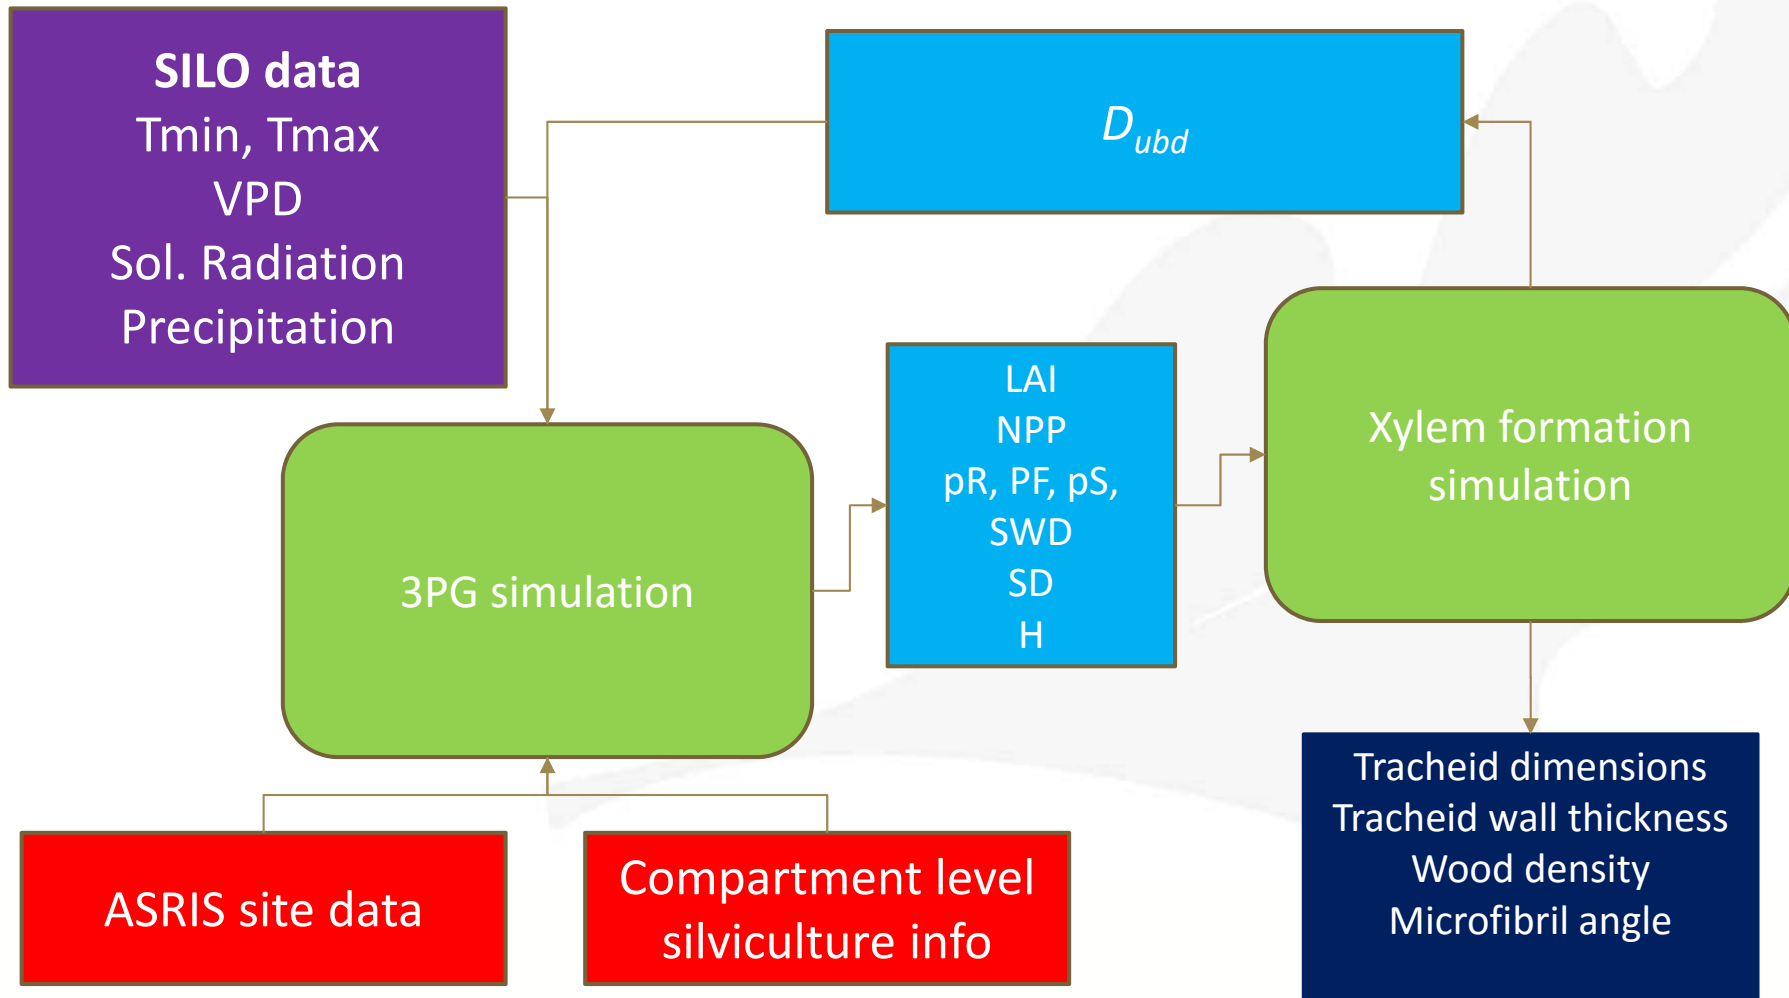 SILO data
Tmin, Tmax
VPD
Sol. Radiation
Precipitation
D_ubd
LAI
NPP
pR, PF, pS,
SWD
SD
H
Xylem formation
simulation
3PG simulation
Tracheid dimensions
Tracheid wall thickness
Wood density
Microfibril angle
ASRIS site data
Compartment level
silviculture info